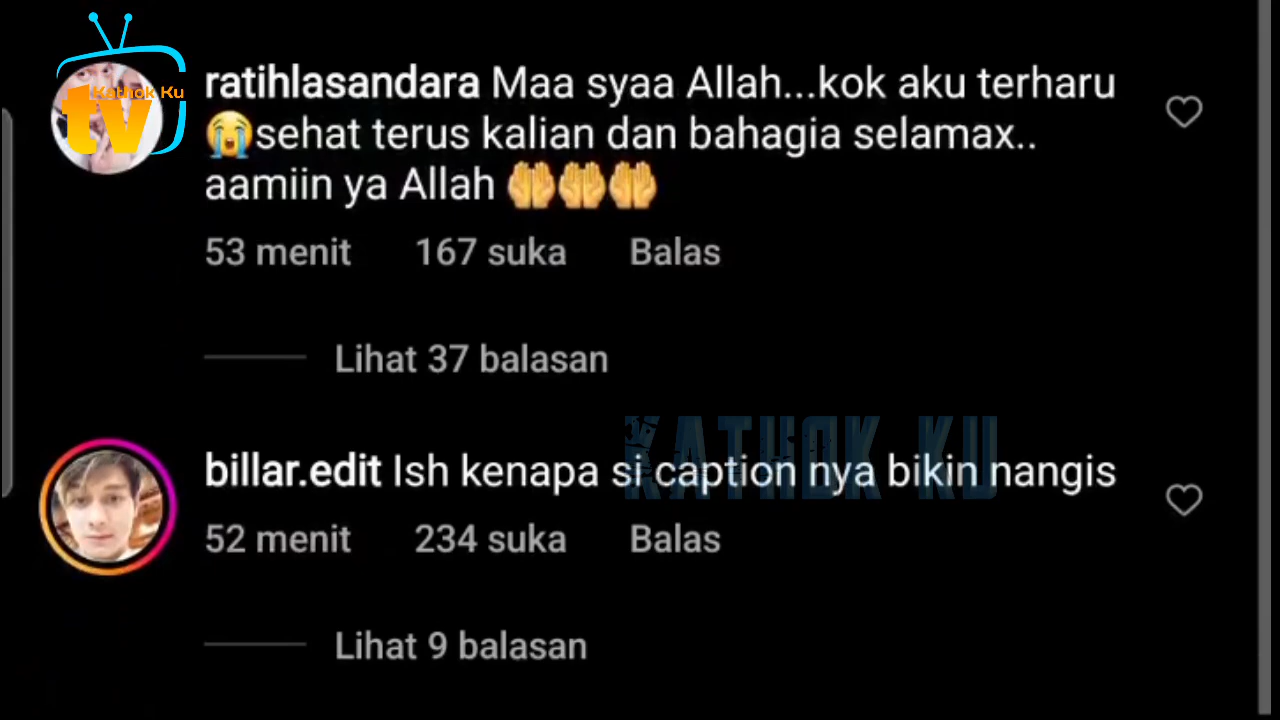 Kathok Ku
tv
ratihlasandara Maa syaa Allah...kok aku terharu
😭sehat terus kalian dan bahagia selamax..
aamiin ya Allah 🤲🤲🤲
53 menit 167 suka Balas
Lihat 37 balasan
KATHOK KU
billar.edit Ish kenapa si caption nya bikin nangis
52 menit 234 suka Balas
Lihat 9 balasan